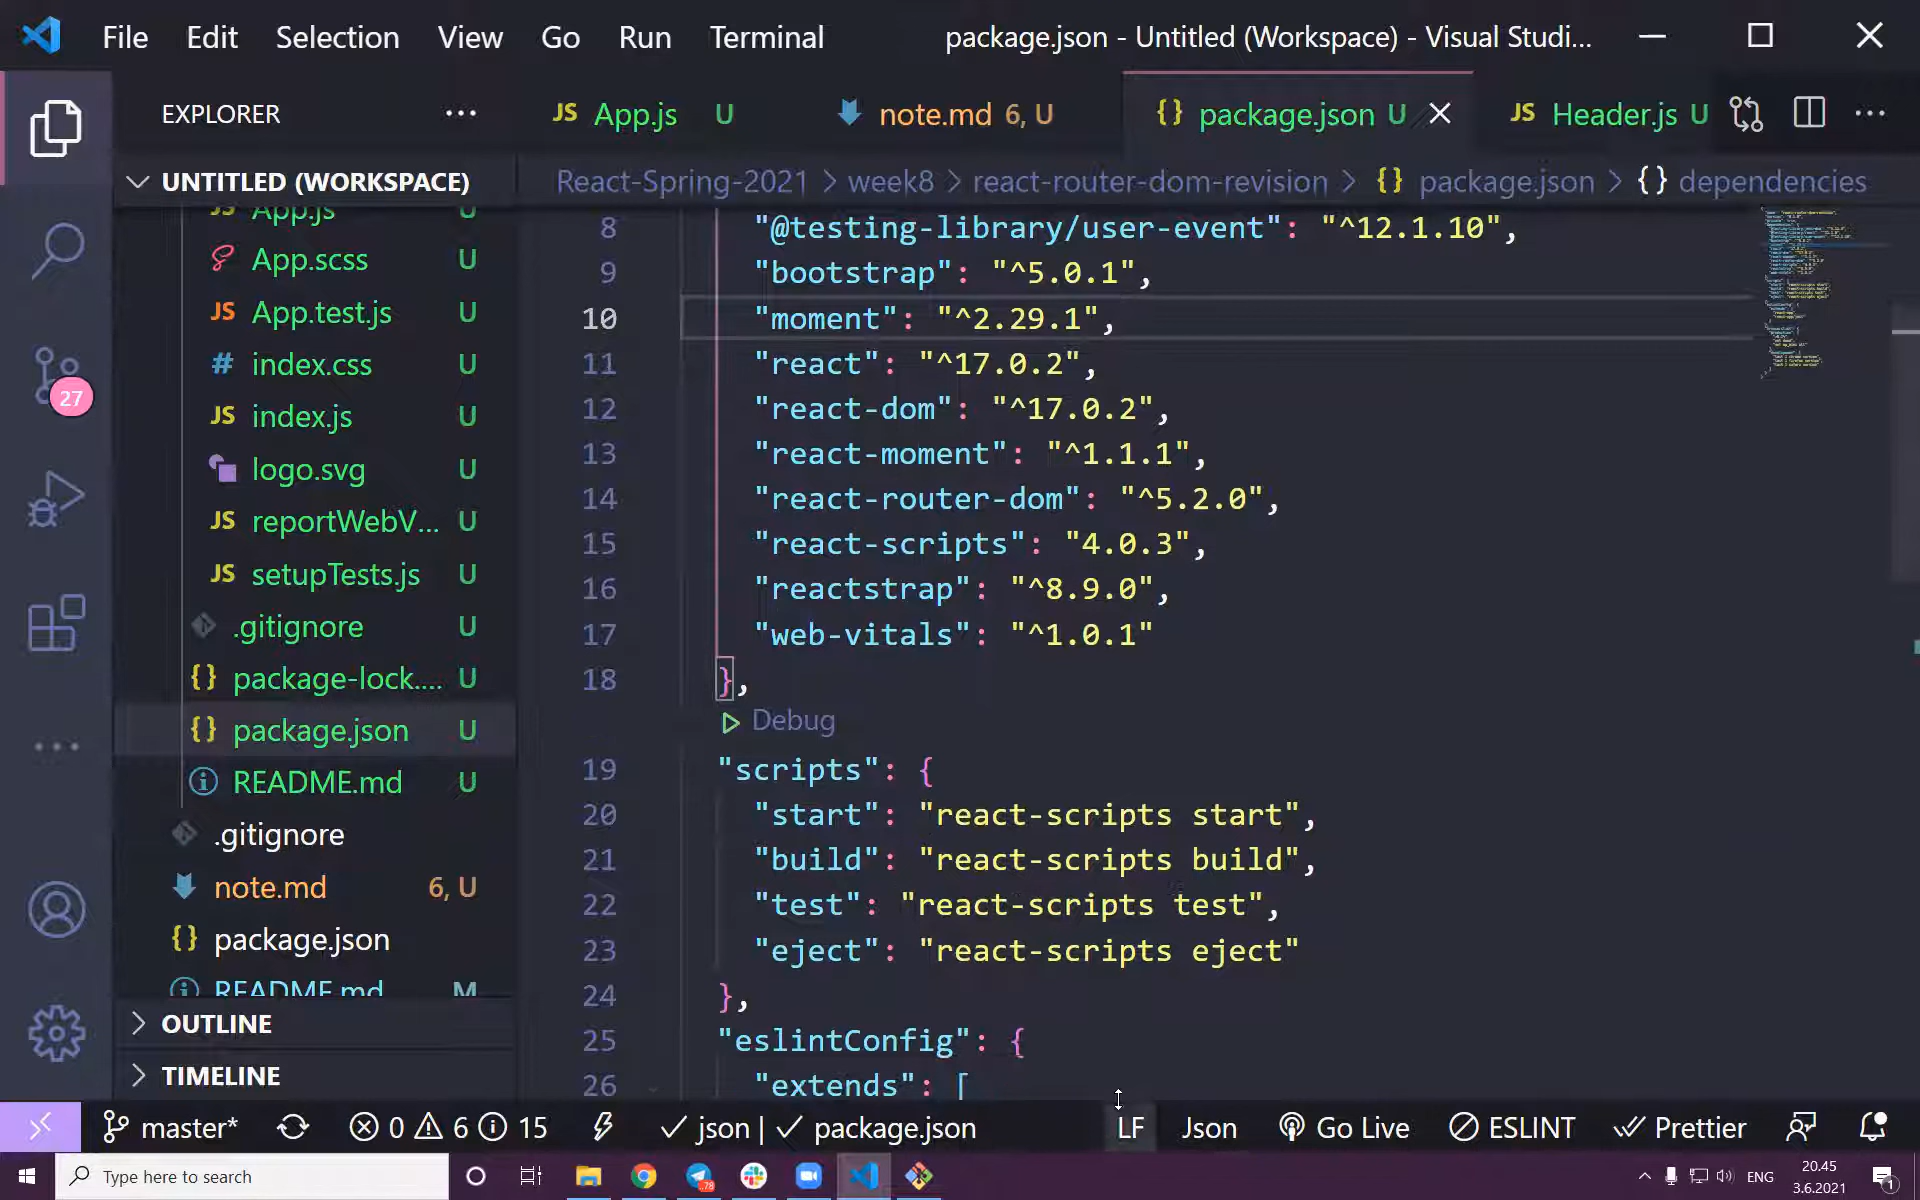 File Edit Selection View Go Run Terminal package.json - Untitled (Workspace) - Visual Studi...
EXPLORER ...
JS App.js U note.md 6, U {} package.json U JS Header.js U ...
UNTITLED (WORKSPACE)
React-Spring-2021 > week8 > react-router-dom-revision > {} package.json > {} dependencies
JS App.js U
App.scss U
JS App.test.js U
# index.css U
JS index.js U
logo.svg U
JS reportWebV... U
JS setupTests.js U
.gitignore U
{} package-lock.... U
{} package.json U
README.md U
.gitignore
note.md 6, U
{} package.json
README.md M
OUTLINE
TIMELINE
27
8 "@testing-library/user-event": "^12.1.10",
9 "bootstrap": "^5.0.1",
10 "moment": "^2.29.1",
11 "react": "^17.0.2",
12 "react-dom": "^17.0.2",
13 "react-moment": "^1.1.1",
14 "react-router-dom": "^5.2.0",
15 "react-scripts": "4.0.3",
16 "reactstrap": "^8.9.0",
17 "web-vitals": "^1.0.1"
18 },
Debug
19 "scripts": {
20 "start": "react-scripts start",
21 "build": "react-scripts build",
22 "test": "react-scripts test",
23 "eject": "react-scripts eject"
24 },
25 "eslintConfig": {
26 "extends": [
master* 0 6 15 json | package.json LF Json Go Live ESLINT Prettier
Type here to search 78 ENG 20.45
3.6.2021 1